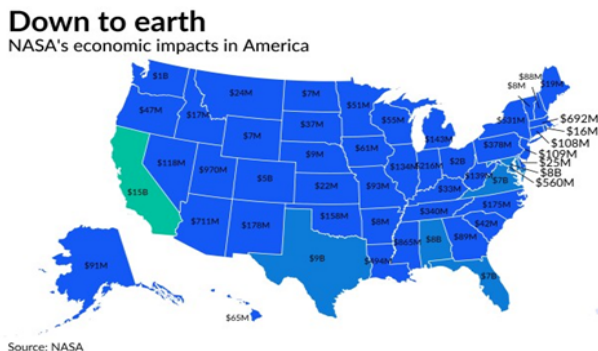 Down to earth
NASA's economic impacts in America
$1B
$24M
$7M
$51M
$55M
$88M
$8M
$19M
$47M
$17M
$37M
$7M
$143M
$692M
$16M
$108M
$109M
$25M
$8B
$560M
$378M
$118M
$970M
$9M
$61M
$134M
$216M
$2B
$7B
$15B
$5B
$22M
$93M
$33M
$175M
$711M
$178M
$158M
$8M
$340M
$42M
$865M
$8B
$89M
$9B
$494M
$7B
$91M
$65M
Source: NASA